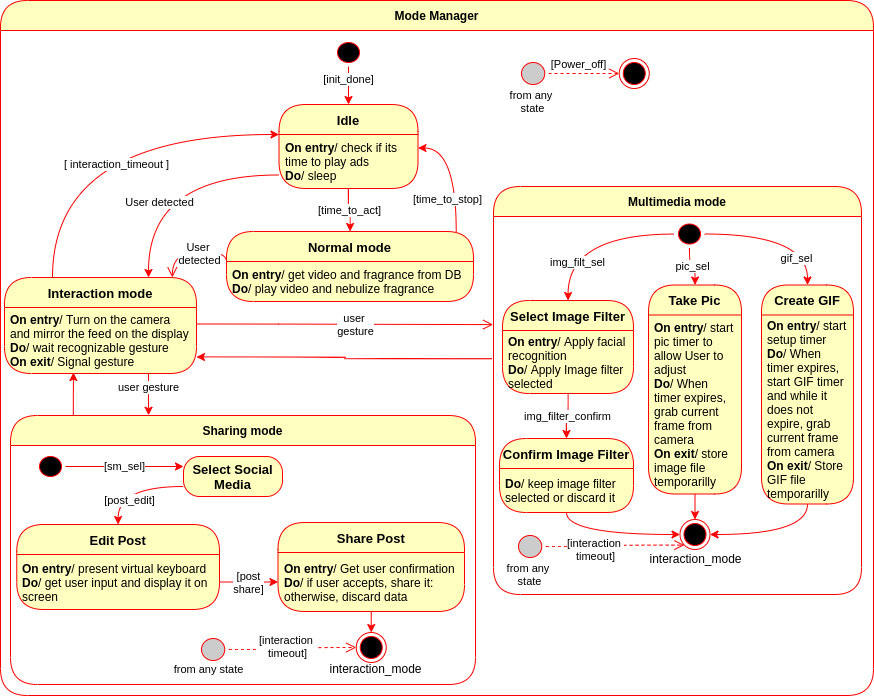 Mode Manager
[init_done]
[Power_off]
from any
state
Idle
On entry/ check if its
time to play ads
Do/ sleep
[ interaction_timeout ]
User detected
[time_to_act]
[time_to_stop]
User
detected
Normal mode
On entry/ get video and fragrance from DB
Do/ play video and nebulize fragrance
Interaction mode
On entry/ Turn on the camera
and mirror the feed on the display
Do/ wait recognizable gesture
On exit/ Signal gesture
user
gesture
user gesture
Multimedia mode
img_filt_sel
pic_sel
gif_sel
Select Image Filter
On entry/ Apply facial
recognition
Do/ Apply Image filter
selected
img_filter_confirm
Confirm Image Filter
Do/ keep image filter
selected or discard it
Take Pic
On entry/ start
pic timer to
allow User to
adjust
Do/ When
timer expires,
grab current
frame from
camera
On exit/ store
image file
temporarilly
Create GIF
On entry/ start
setup timer
Do/ When
timer expires,
start GIF timer
and while it
does not
expire, grab
current frame
from camera
On exit/ Store
GIF file
temporarilly
from any
state
[interaction
timeout]
interaction_mode
Sharing mode
[sm_sel]
Select Social
Media
[post_edit]
Edit Post
On entry/ present virtual keyboard
Do/ get user input and display it on
screen
[post
share]
Share Post
On entry/ Get user confirmation
Do/ if user accepts, share it:
otherwise, discard data
from any state
[interaction
timeout]
interaction_mode